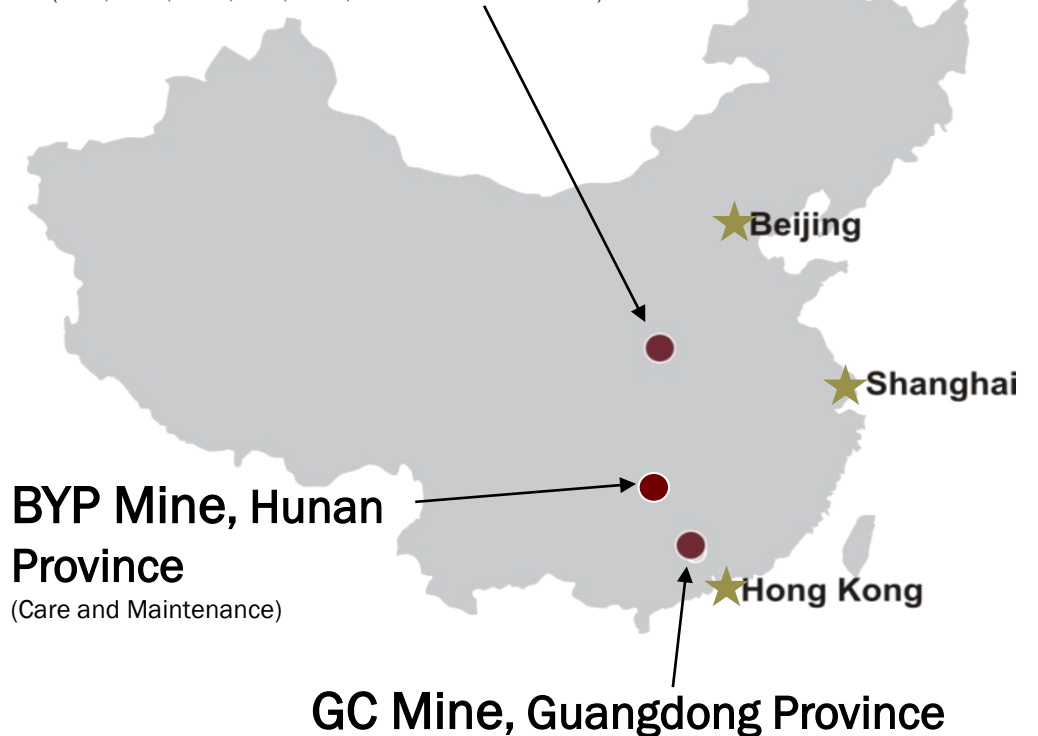 Beijing
Shanghai
BYP Mine, Hunan
Province
(Care and Maintenance)
Hong Kong
GC Mine, Guangdong Province